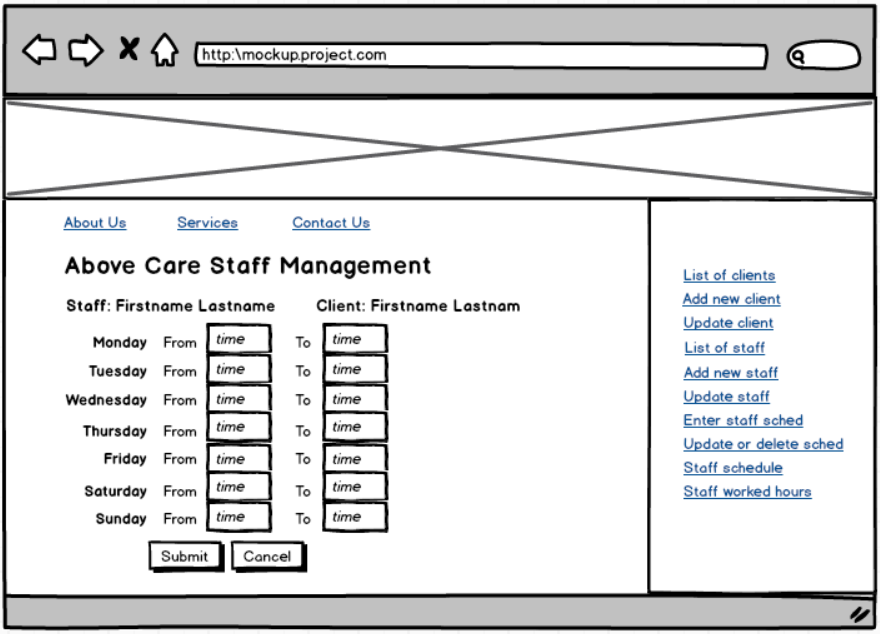 http:\mockup.project.com
About Us Services Contact Us
Above Care Staff Management
Staff: Firstname Lastname Client: Firstname Lastnam
Monday From time To time
Tuesday From time To time
Wednesday From time To time
Thursday From time To time
Friday From time To time
Saturday From time To time
Sunday From time To time
Submit Cancel
List of clients
Add new client
Update client
List of staff
Add new staff
Update staff
Enter staff sched
Update or delete sched
Staff schedule
Staff worked hours